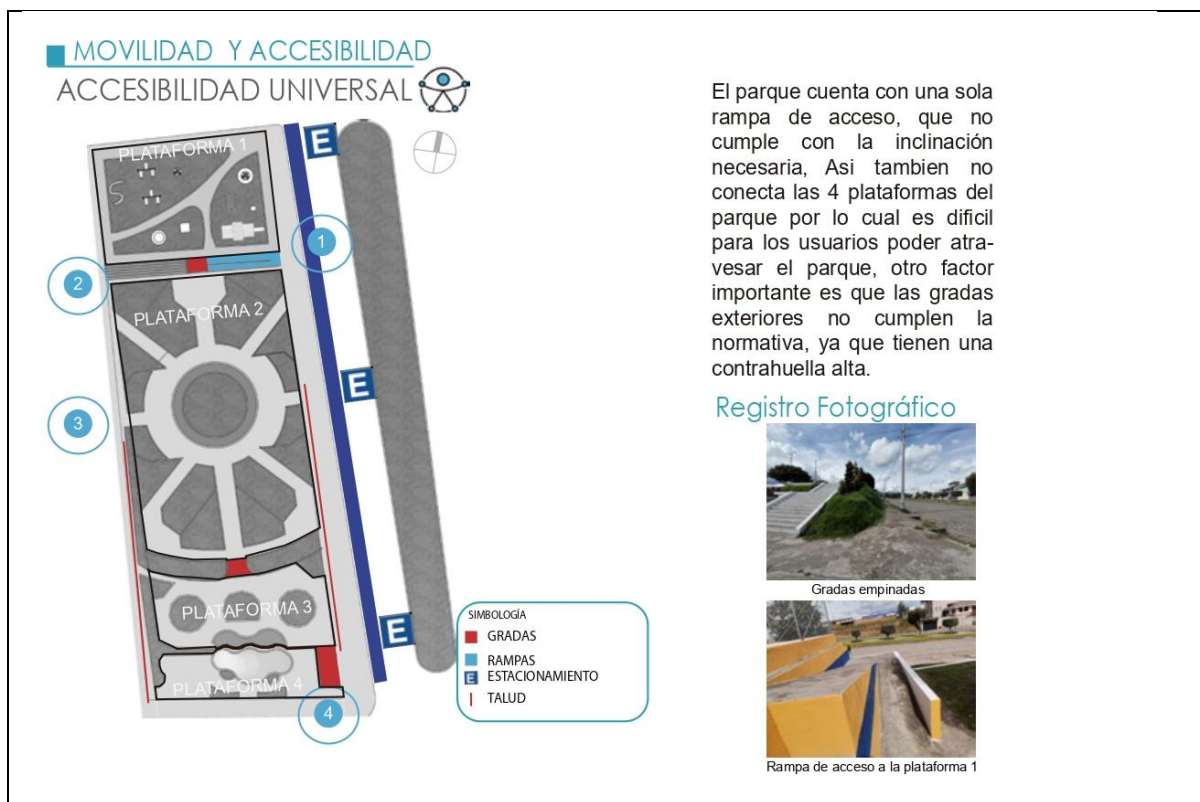 MOVILIDAD Y ACCESIBILIDAD
ACCESIBILIDAD UNIVERSAL
PLATAFORMA 1
E
1
2
PLATAFORMA 2
E
3
PLATAFORMA 3
E
PLATAFORMA 4
4
SIMBOLOGÍA
GRADAS
RAMPAS
E ESTACIONAMIENTO
TALUD
El parque cuenta con una sola
rampa de acceso, que no
cumple con la inclinación
necesaria, Asi tambien no
conecta las 4 plataformas del
parque por lo cual es dificil
para los usuarios poder atra-
vesar el parque, otro factor
importante es que las gradas
exteriores no cumplen la
normativa, ya que tienen una
contrahuella alta.
Registro Fotográfico
Gradas empinadas
Rampa de acceso a la plataforma 1